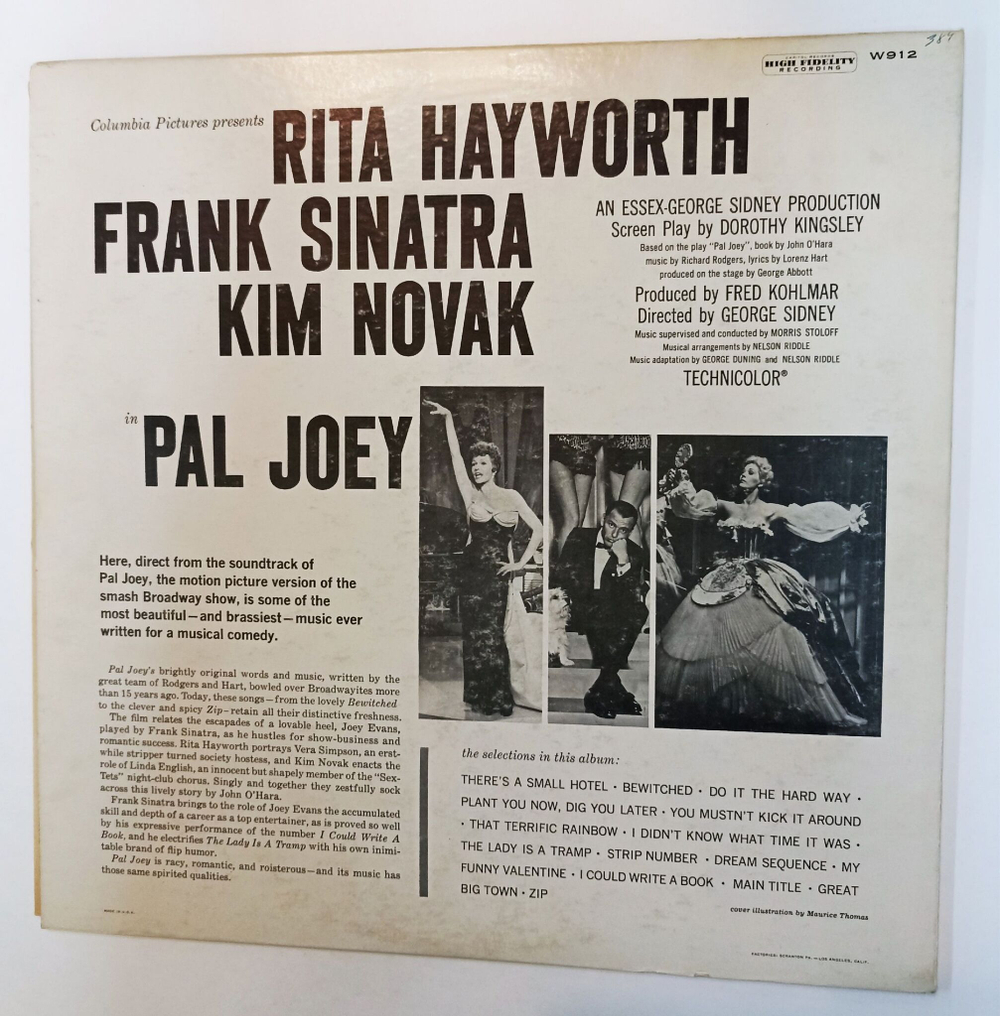 384
CAPITOL RECORDS
HIGH FIDELITY
RECORDING
W912
Columbia Pictures presents RITA HAYWORTH
FRANK SINATRA
KIM NOVAK
in PAL JOEY
AN ESSEX-GEORGE SIDNEY PRODUCTION
Screen Play by DOROTHY KINGSLEY
Based on the play "Pal Joey", book by John O'Hara
music by Richard Rodgers, lyrics by Lorenz Hart
produced on the stage by George Abbott
Produced by FRED KOHLMAR
Directed by GEORGE SIDNEY
Music supervised and conducted by MORRIS STOLOFF
Musical arrangements by NELSON RIDDLE
Music adaptation by GEORGE DUNING and NELSON RIDDLE
TECHNICOLOR®
Here, direct from the soundtrack of
Pal Joey, the motion picture version of the
smash Broadway show, is some of the
most beautiful—and brassiest—music ever
written for a musical comedy.
Pal Joey's brightly original words and music, written by the
great team of Rodgers and Hart, bowled over Broadwayites more
than 15 years ago. Today, these songs—from the lovely Bewitched
to the clever and spicy Zip—retain all their distinctive freshness.
The film relates the escapades of a lovable heel, Joey Evans,
played by Frank Sinatra, as he hustles for show-business and
romantic success. Rita Hayworth portrays Vera Simpson, an erst-
while stripper turned society hostess, and Kim Novak enacts the
role of Linda English, an innocent but shapely member of the "Sex-
Tets" night-club chorus. Singly and together they zestfully sock
across this lively story by John O'Hara.
Frank Sinatra brings to the role of Joey Evans the accumulated
skill and depth of a career as a top entertainer, as is proved so well
by his expressive performance of the number I Could Write A
Book, and he electrifies The Lady Is A Tramp with his own inimi-
table brand of flip humor.
Pal Joey is racy, romantic, and roisterous—and its music has
those same spirited qualities.
the selections in this album:
THERE'S A SMALL HOTEL · BEWITCHED · DO IT THE HARD WAY ·
PLANT YOU NOW, DIG YOU LATER · YOU MUSTN'T KICK IT AROUND
· THAT TERRIFIC RAINBOW · I DIDN'T KNOW WHAT TIME IT WAS ·
THE LADY IS A TRAMP · STRIP NUMBER · DREAM SEQUENCE · MY
FUNNY VALENTINE · I COULD WRITE A BOOK · MAIN TITLE · GREAT
BIG TOWN · ZIP
cover illustration by Maurice Thomas
MADE IN U.S.A.
FACTORIES: SCRANTON PA. — LOS ANGELES, CALIF.